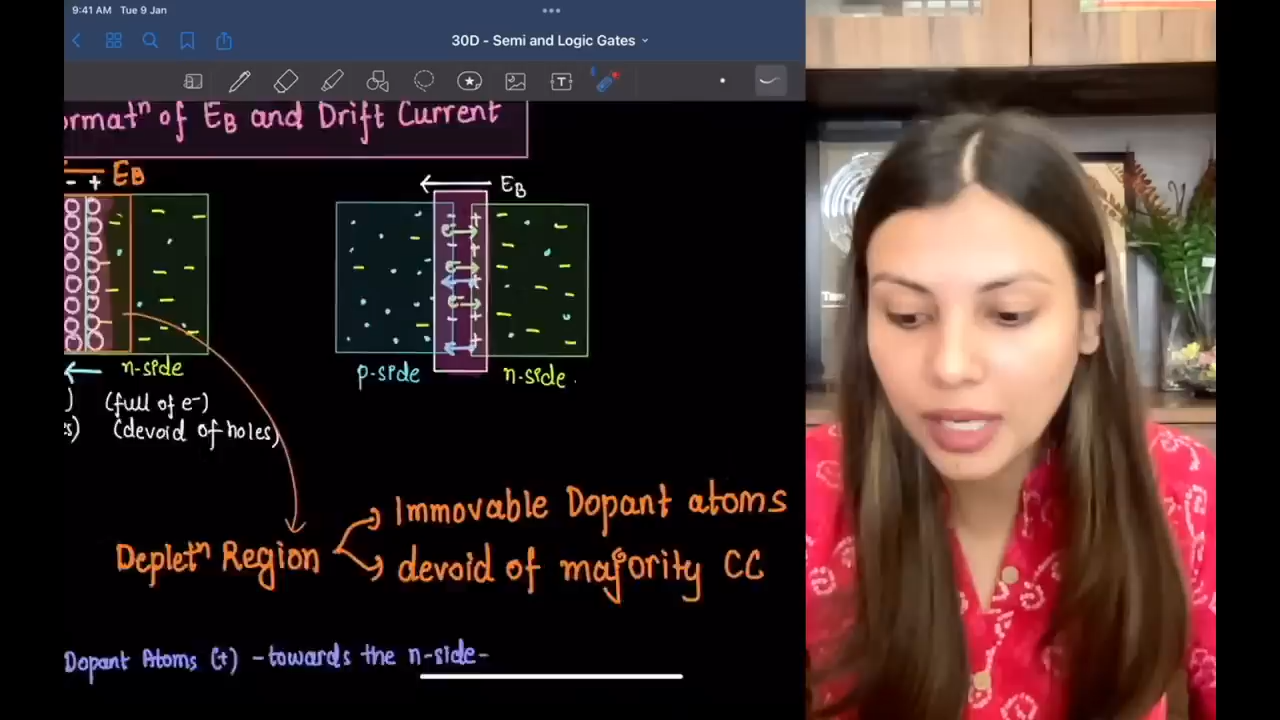 9:41 AM Tue 9 Jan
30D - Semi and Logic Gates
ormatⁿ of E_B and Drift Current
- + E_B
E_B
n-side
p-side
n-side.
) (full of e⁻)
s) (devoid of holes)
Immovable Dopant atoms
Depletⁿ Region
devoid of majority CC
Dopant Atoms (+) - towards the n-side-